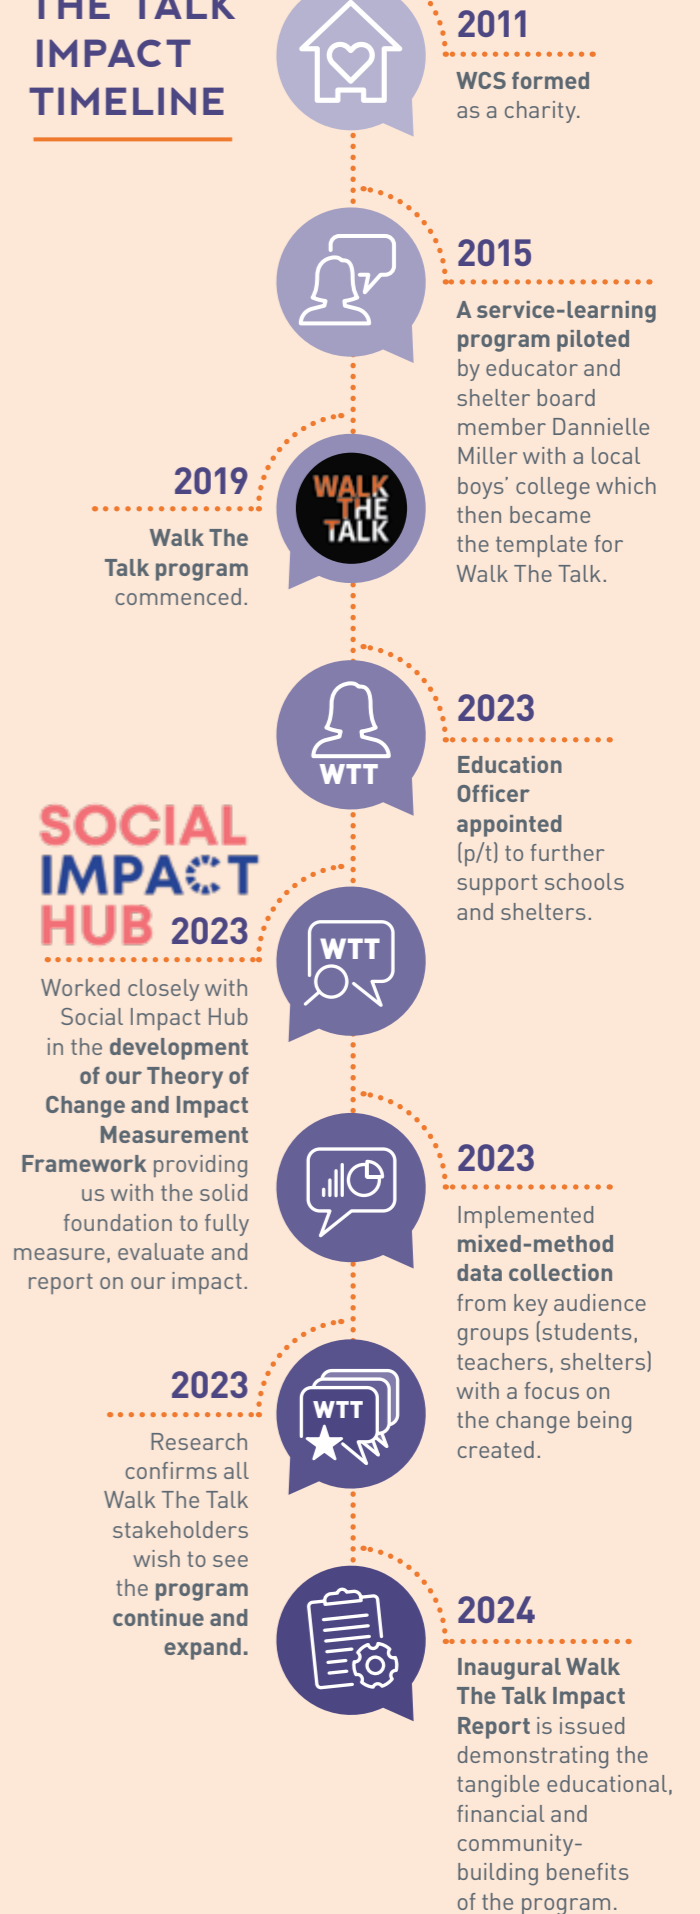 THE TALK
IMPACT
TIMELINE
2011
WCS formed
as a charity.
2015
A service-learning
program piloted
by educator and
shelter board
member Dannielle
Miller with a local
boys’ college which
then became
the template for
Walk The Talk.
WALK
THE
TALK
2019
Walk The
Talk program
commenced.
WTT
2023
Education
Officer
appointed
(p/t) to further
support schools
and shelters.
SOCIAL
IMPACT
HUB
2023
WTT
Worked closely with
Social Impact Hub
in the development
of our Theory of
Change and Impact
Measurement
Framework providing
us with the solid
foundation to fully
measure, evaluate and
report on our impact.
2023
Implemented
mixed-method
data collection
from key audience
groups (students,
teachers, shelters)
with a focus on
the change being
created.
2023
WTT
Research
confirms all
Walk The Talk
stakeholders
wish to see
the program
continue and
expand.
2024
Inaugural Walk
The Talk Impact
Report is issued
demonstrating the
tangible educational,
financial and
community-
building benefits
of the program.